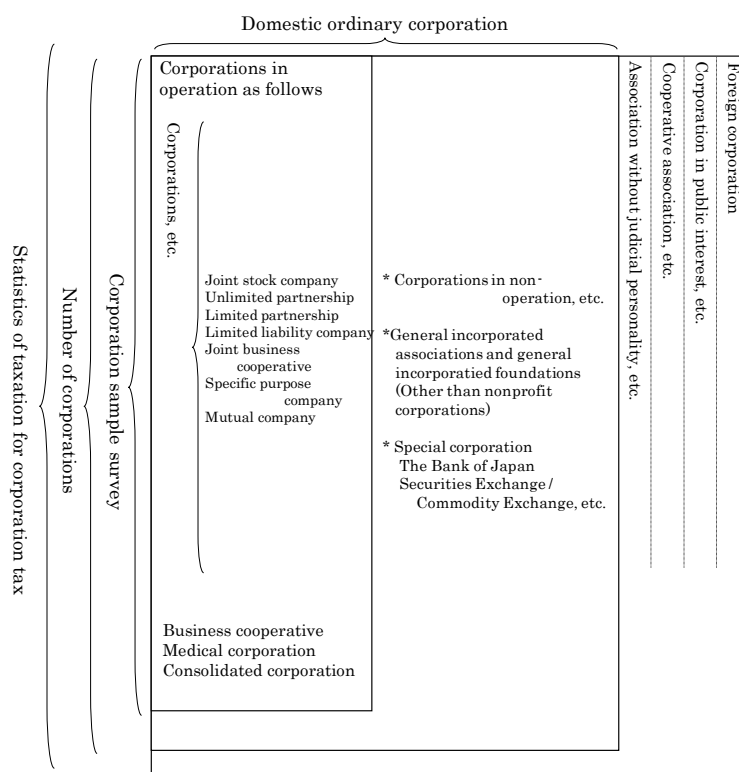 Domestic ordinary corporation
Statistics of taxation for corporation tax
Number of corporations
Corporation sample survey
Corporations in
operation as follows
Corporations, etc.
Joint stock company
Unlimited partnership
Limited partnership
Limited liability company
Joint business
cooperative
Specific purpose
company
Mutual company
Business cooperative
Medical corporation
Consolidated corporation
* Corporations in non-
operation, etc.
*General incorporated
associations and general
incorporatied foundations
(Other than nonprofit
corporations)
* Special corporation
The Bank of Japan
Securities Exchange /
Commodity Exchange, etc.
Association without judicial personality, etc.
Cooperative association, etc.
Corporation in public interest, etc.
Foreign corporation